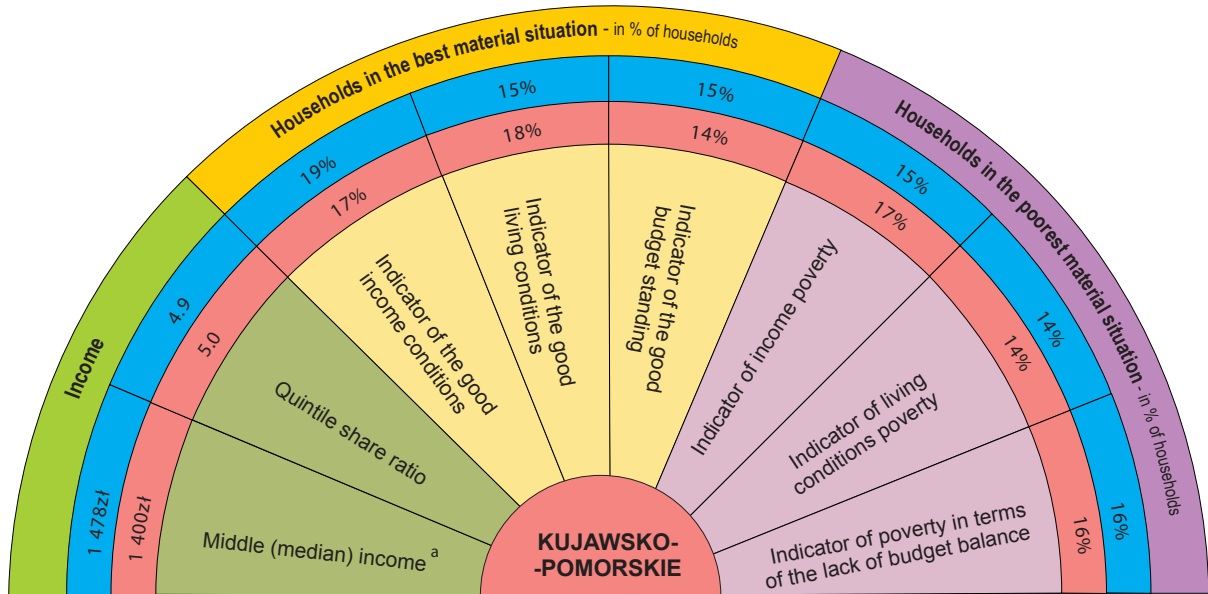 Income
Households in the best material situation - in % of households
Households in the poorest material situation - in % of households
1 478zł
4.9
19%
15%
15%
15%
14%
16%
1 400zł
5.0
17%
18%
14%
17%
14%
16%
Middle (median) income a
Quintile share ratio
Indicator of the good
income conditions
Indicator of the good
living conditions
Indicator of the good
budget standing
Indicator of income poverty
Indicator of living
conditions poverty
Indicator of poverty in terms
of the lack of budget balance
KUJAWSKO-
-POMORSKIE